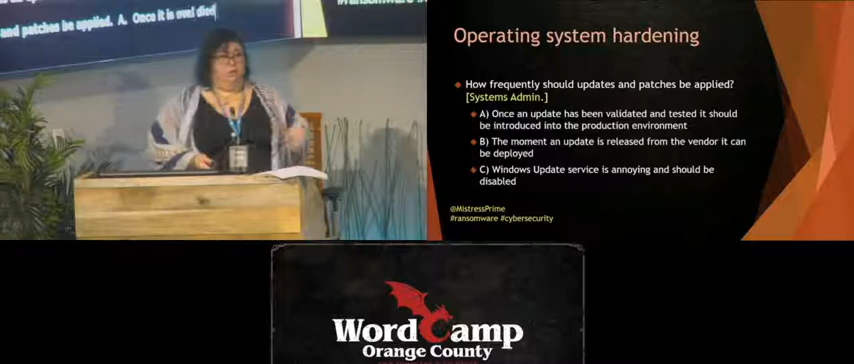 and patches be applied. A. Once it is oval died
#ransomware
Operating system hardening
How frequently should updates and patches be applied?
[Systems Admin.]
A) Once an update has been validated and tested it should
be introduced into the production environment
B) The moment an update is released from the vendor it can
be deployed
C) Windows Update service is annoying and should be
disabled
@MistressPrime
#ransomware #cybersecurity
WordCamp
Orange County